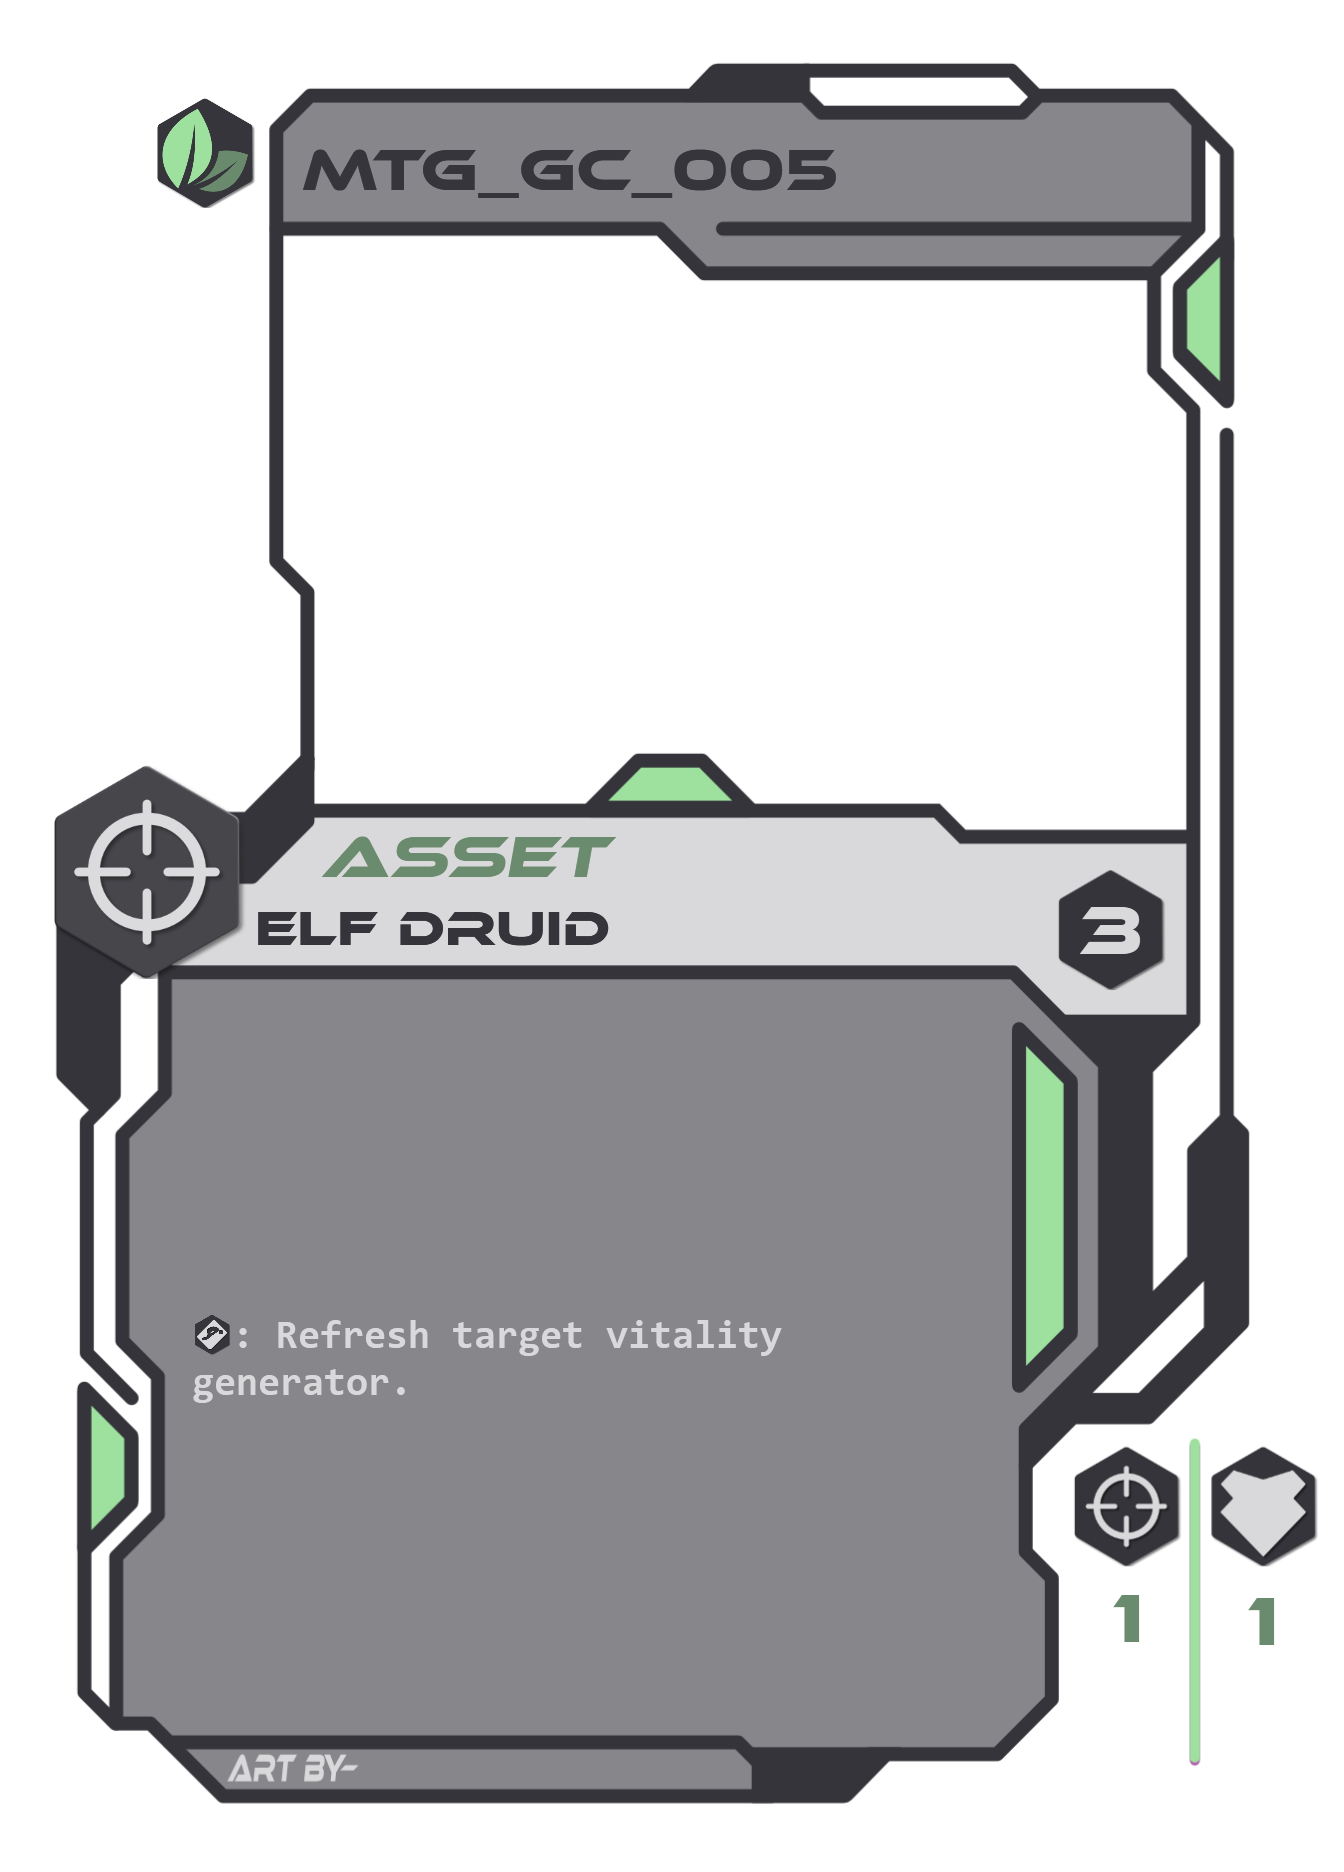 MTG_GC_005
ASSET
ELF DRUID
3
: Refresh target vitality
generator.
1
1
ART BY-